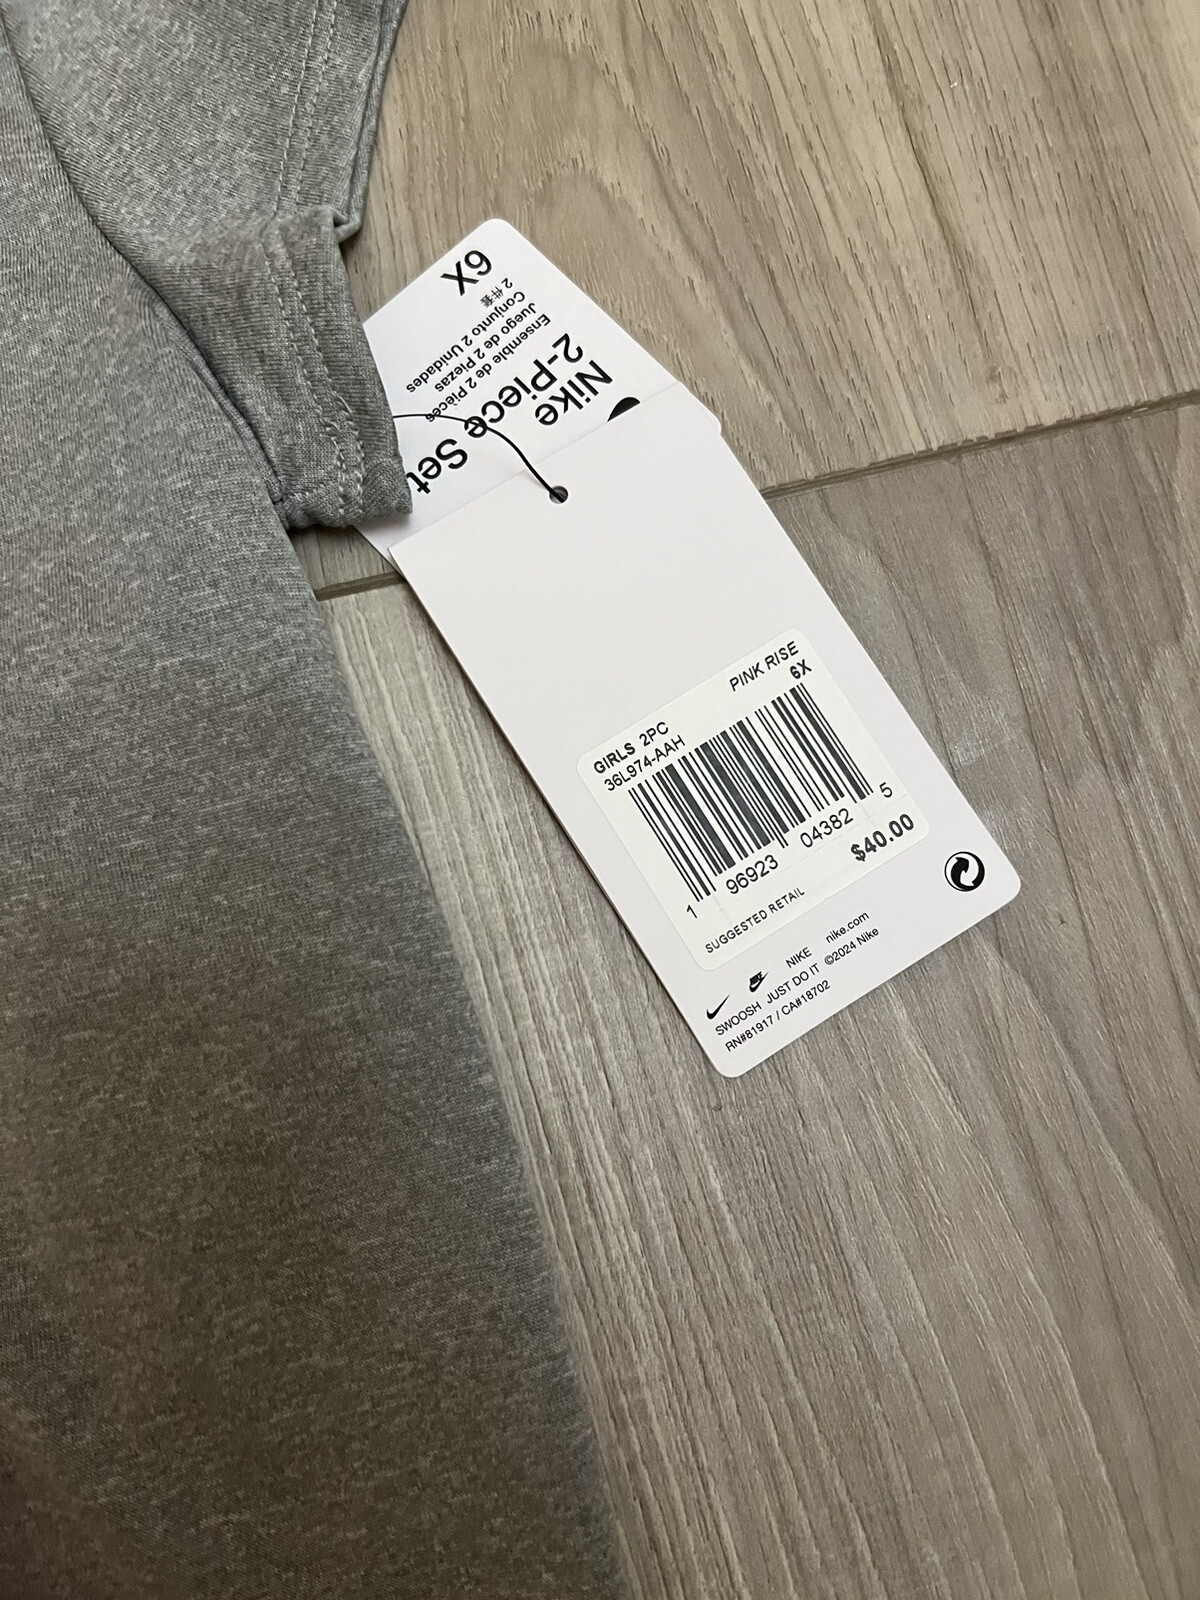 Nike
2-Piece Set
Ensemble de 2 Pièces
Juego de 2 Piezas
Conjunto 2 Unidades
2 件套
6X
PINK RISE
6X
GIRLS 2PC
36L974-AAH
1 96923 04382 5
$40.00
SUGGESTED RETAIL
NIKE nike.com
SWOOSH JUST DO IT ©2024 Nike
RN#81917 / CA#18702